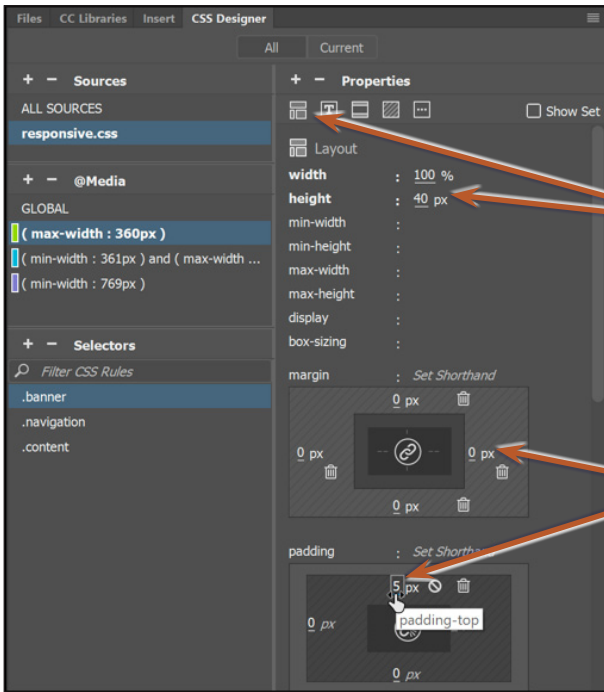 Files CC Libraries Insert CSS Designer
All Current
+ − Sources
ALL SOURCES
responsive.css
+ − @Media
GLOBAL
( max-width : 360px )
( min-width : 361px ) and ( max-width ...
( min-width : 769px )
+ − Selectors
Filter CSS Rules
.banner
.navigation
.content
+ − Properties
T Show Set
Layout
width : 100 %
height : 40 px
min-width :
min-height :
max-width :
max-height :
display :
box-sizing :
margin : Set Shorthand
0 px
0 px 0 px
0 px
padding : Set Shorthand
5 px
padding-top
0 px
0 px